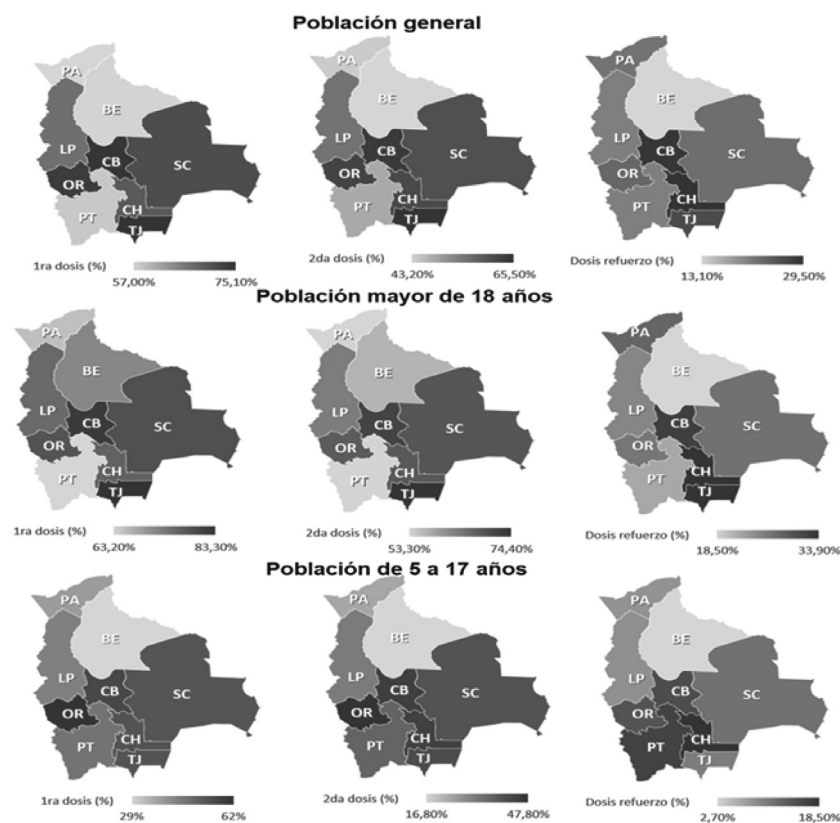 Población general
PA
BE
LP
CB
SC
OR
CH
PT
TJ
1ra dosis (%)
57,00% 75,10%
PA
BE
LP
CB
SC
OR
CH
PT
TJ
2da dosis (%)
43,20% 65,50%
PA
BE
LP
CB
SC
OR
CH
PT
TJ
Dosis refuerzo (%)
13,10% 29,50%
Población mayor de 18 años
PA
BE
LP
CB
SC
OR
CH
PT
TJ
1ra dosis (%)
63,20% 83,30%
PA
BE
LP
CB
SC
OR
CH
PT
TJ
2da dosis (%)
53,30% 74,40%
PA
BE
LP
CB
SC
OR
CH
PT
TJ
Dosis refuerzo (%)
18,50% 33,90%
Población de 5 a 17 años
PA
BE
LP
CB
SC
OR
CH
PT
TJ
1ra dosis (%)
29% 62%
PA
BE
LP
CB
SC
OR
CH
PT
TJ
2da dosis (%)
16,80% 47,80%
PA
BE
LP
CB
SC
OR
CH
PT
TJ
Dosis refuerzo (%)
2,70% 18,50%